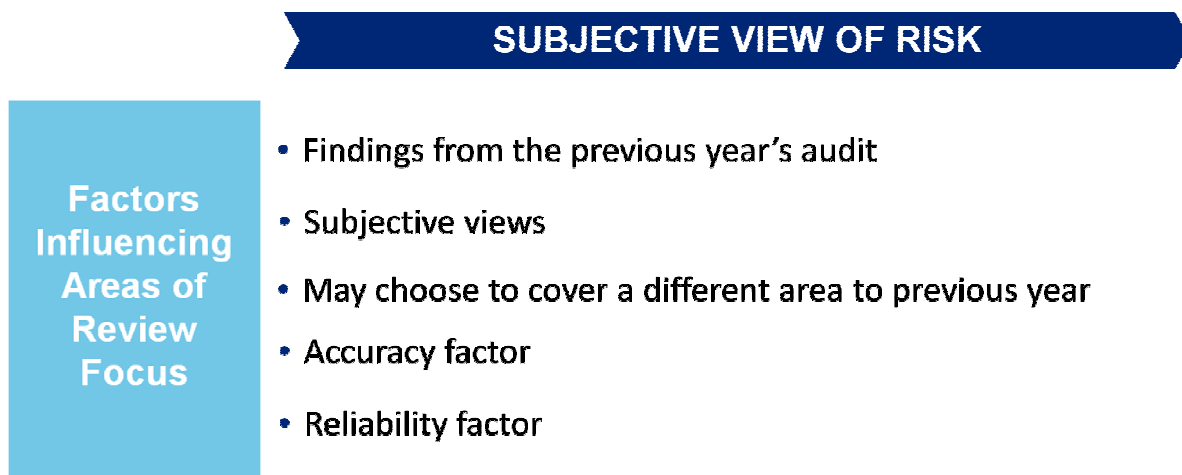 SUBJECTIVE VIEW OF RISK
Factors
Influencing
Areas of
Review
Focus
• Findings from the previous year’s audit
• Subjective views
• May choose to cover a different area to previous year
• Accuracy factor
• Reliability factor